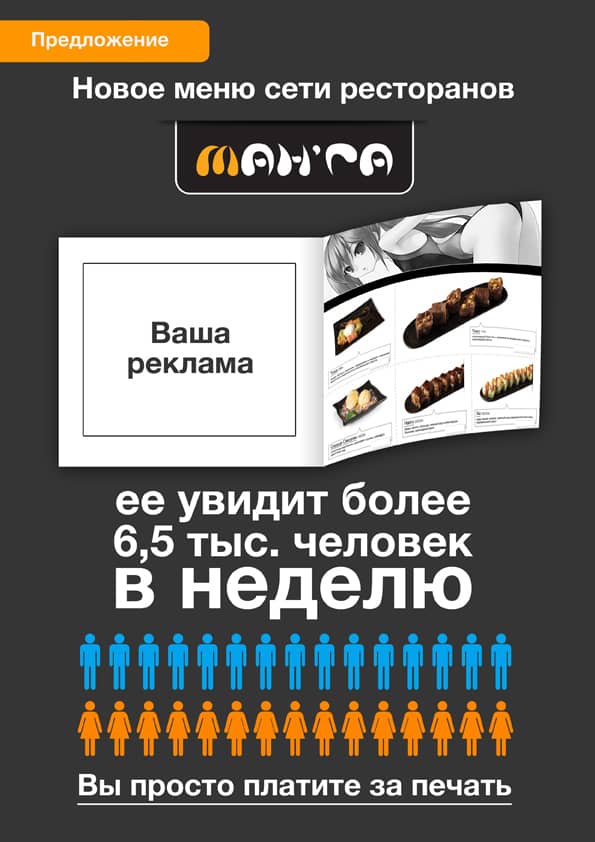 Предложение
Новое меню сети ресторанов
МАН'ГА
Ваша
реклама
ее увидит более
6,5 тыс. человек
в неделю
Вы просто платите за печать